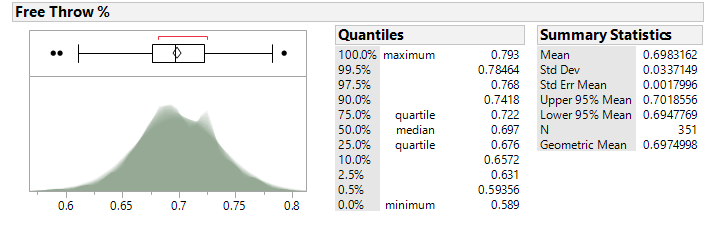 Free Throw %
0.6 0.65 0.7 0.75 0.8
Quantiles
100.0% maximum 0.793
99.5% 0.78464
97.5% 0.768
90.0% 0.7418
75.0% quartile 0.722
50.0% median 0.697
25.0% quartile 0.676
10.0% 0.6572
2.5% 0.631
0.5% 0.59356
0.0% minimum 0.589
Summary Statistics
Mean 0.6983162
Std Dev 0.0337149
Std Err Mean 0.0017996
Upper 95% Mean 0.7018556
Lower 95% Mean 0.6947769
N 351
Geometric Mean 0.6974998